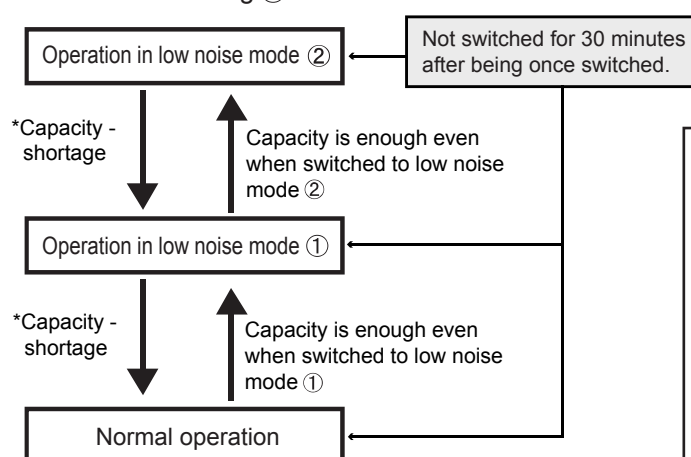 Operation in low noise mode ②
Not switched for 30 minutes
after being once switched.
*Capacity -
shortage
Capacity is enough even
when switched to low noise
mode ②
Operation in low noise mode ①
*Capacity -
shortage
Capacity is enough even
when switched to low noise
mode ①
Normal operation